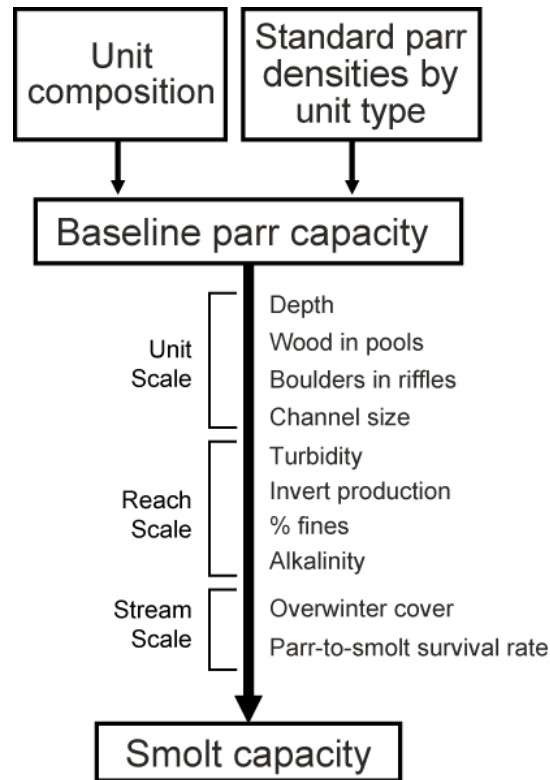 Unit
composition
Standard parr
densities by
unit type
Baseline parr capacity
Unit
Scale
Depth
Wood in pools
Boulders in riffles
Channel size
Reach
Scale
Turbidity
Invert production
% fines
Alkalinity
Stream
Scale
Overwinter cover
Parr-to-smolt survival rate
Smolt capacity